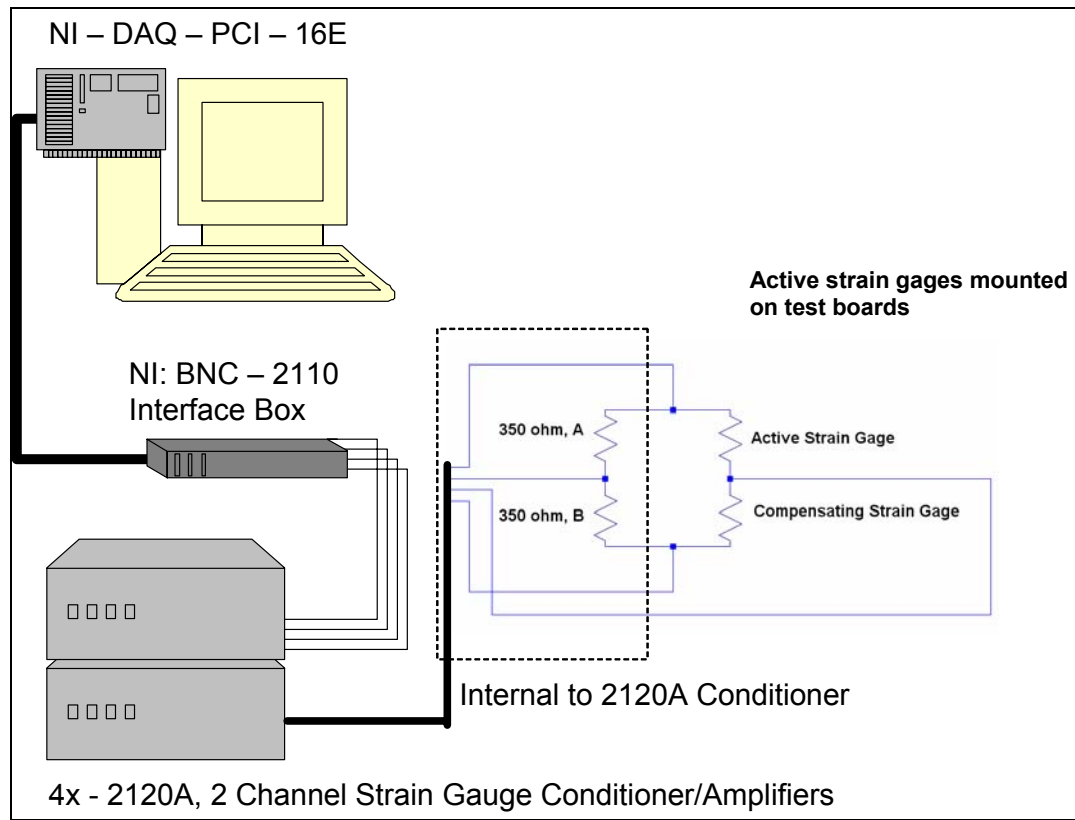 NI – DAQ – PCI – 16E
Active strain gages mounted
on test boards
NI: BNC – 2110
Interface Box
350 ohm, A
Active Strain Gage
350 ohm, B
Compensating Strain Gage
Internal to 2120A Conditioner
4x - 2120A, 2 Channel Strain Gauge Conditioner/Amplifiers